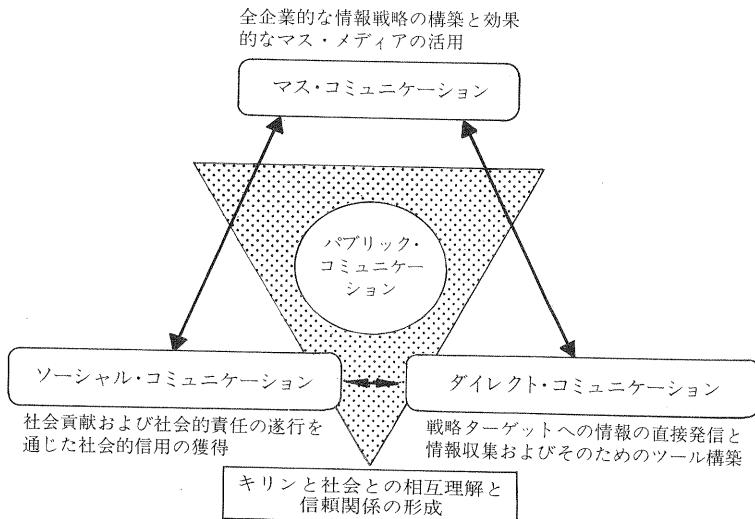 全企業的な情報戦略の構築と効果
的なマス・メディアの活用
マス・コミュニケーション
パブリック・
コミュニケー
ション
ソーシャル・コミュニケーション
社会貢献および社会的責任の遂行を
通じた社会的信用の獲得
ダイレクト・コミュニケーション
戦略ターゲットへの情報の直接発信と
情報収集およびそのためのツール構築
キリンと社会との相互理解と
信頼関係の形成